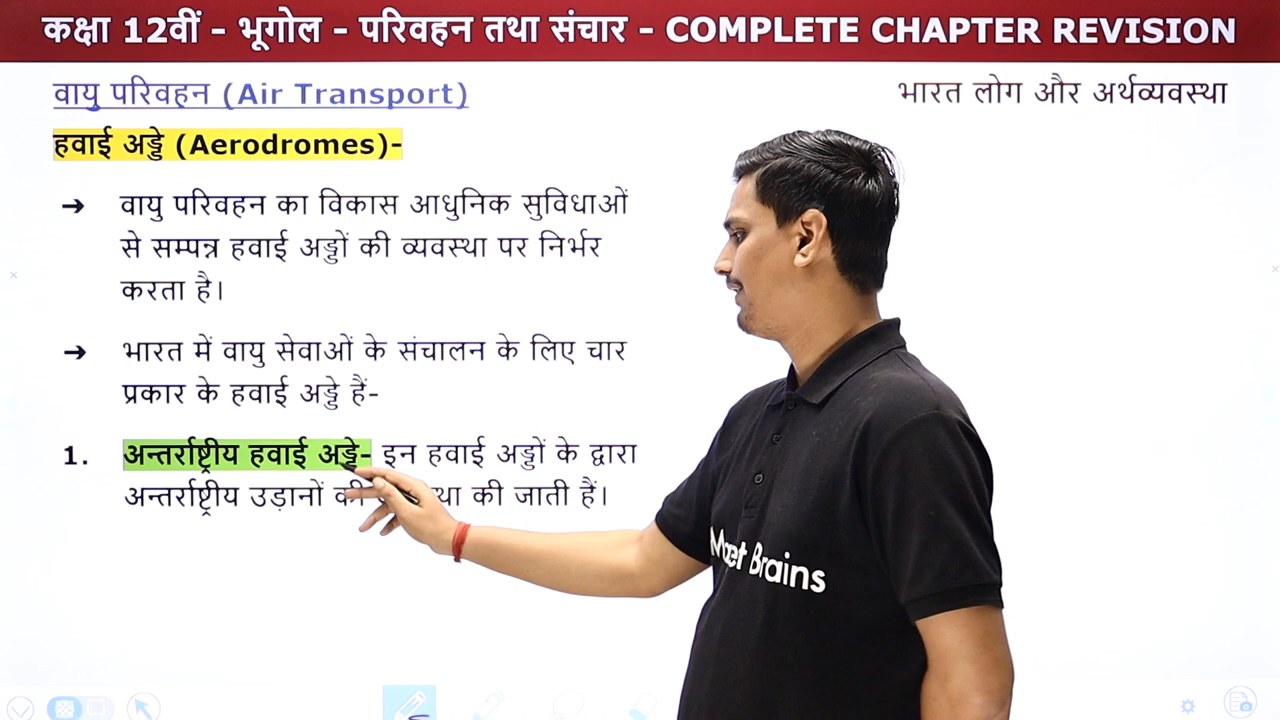 कक्षा 12वीं - भूगोल - परिवहन तथा संचार - COMPLETE CHAPTER REVISION
वायु परिवहन (Air Transport)
भारत लोग और अर्थव्यवस्था
हवाई अड्डे (Aerodromes)-
→ वायु परिवहन का विकास आधुनिक सुविधाओं
से सम्पन्न हवाई अड्डों की व्यवस्था पर निर्भर
करता है।
→ भारत में वायु सेवाओं के संचालन के लिए चार
प्रकार के हवाई अड्डे हैं-
1. अन्तर्राष्ट्रीय हवाई अड्डे- इन हवाई अड्डों के द्वारा
अन्तर्राष्ट्रीय उड़ानों की की जाती हैं।
Brains